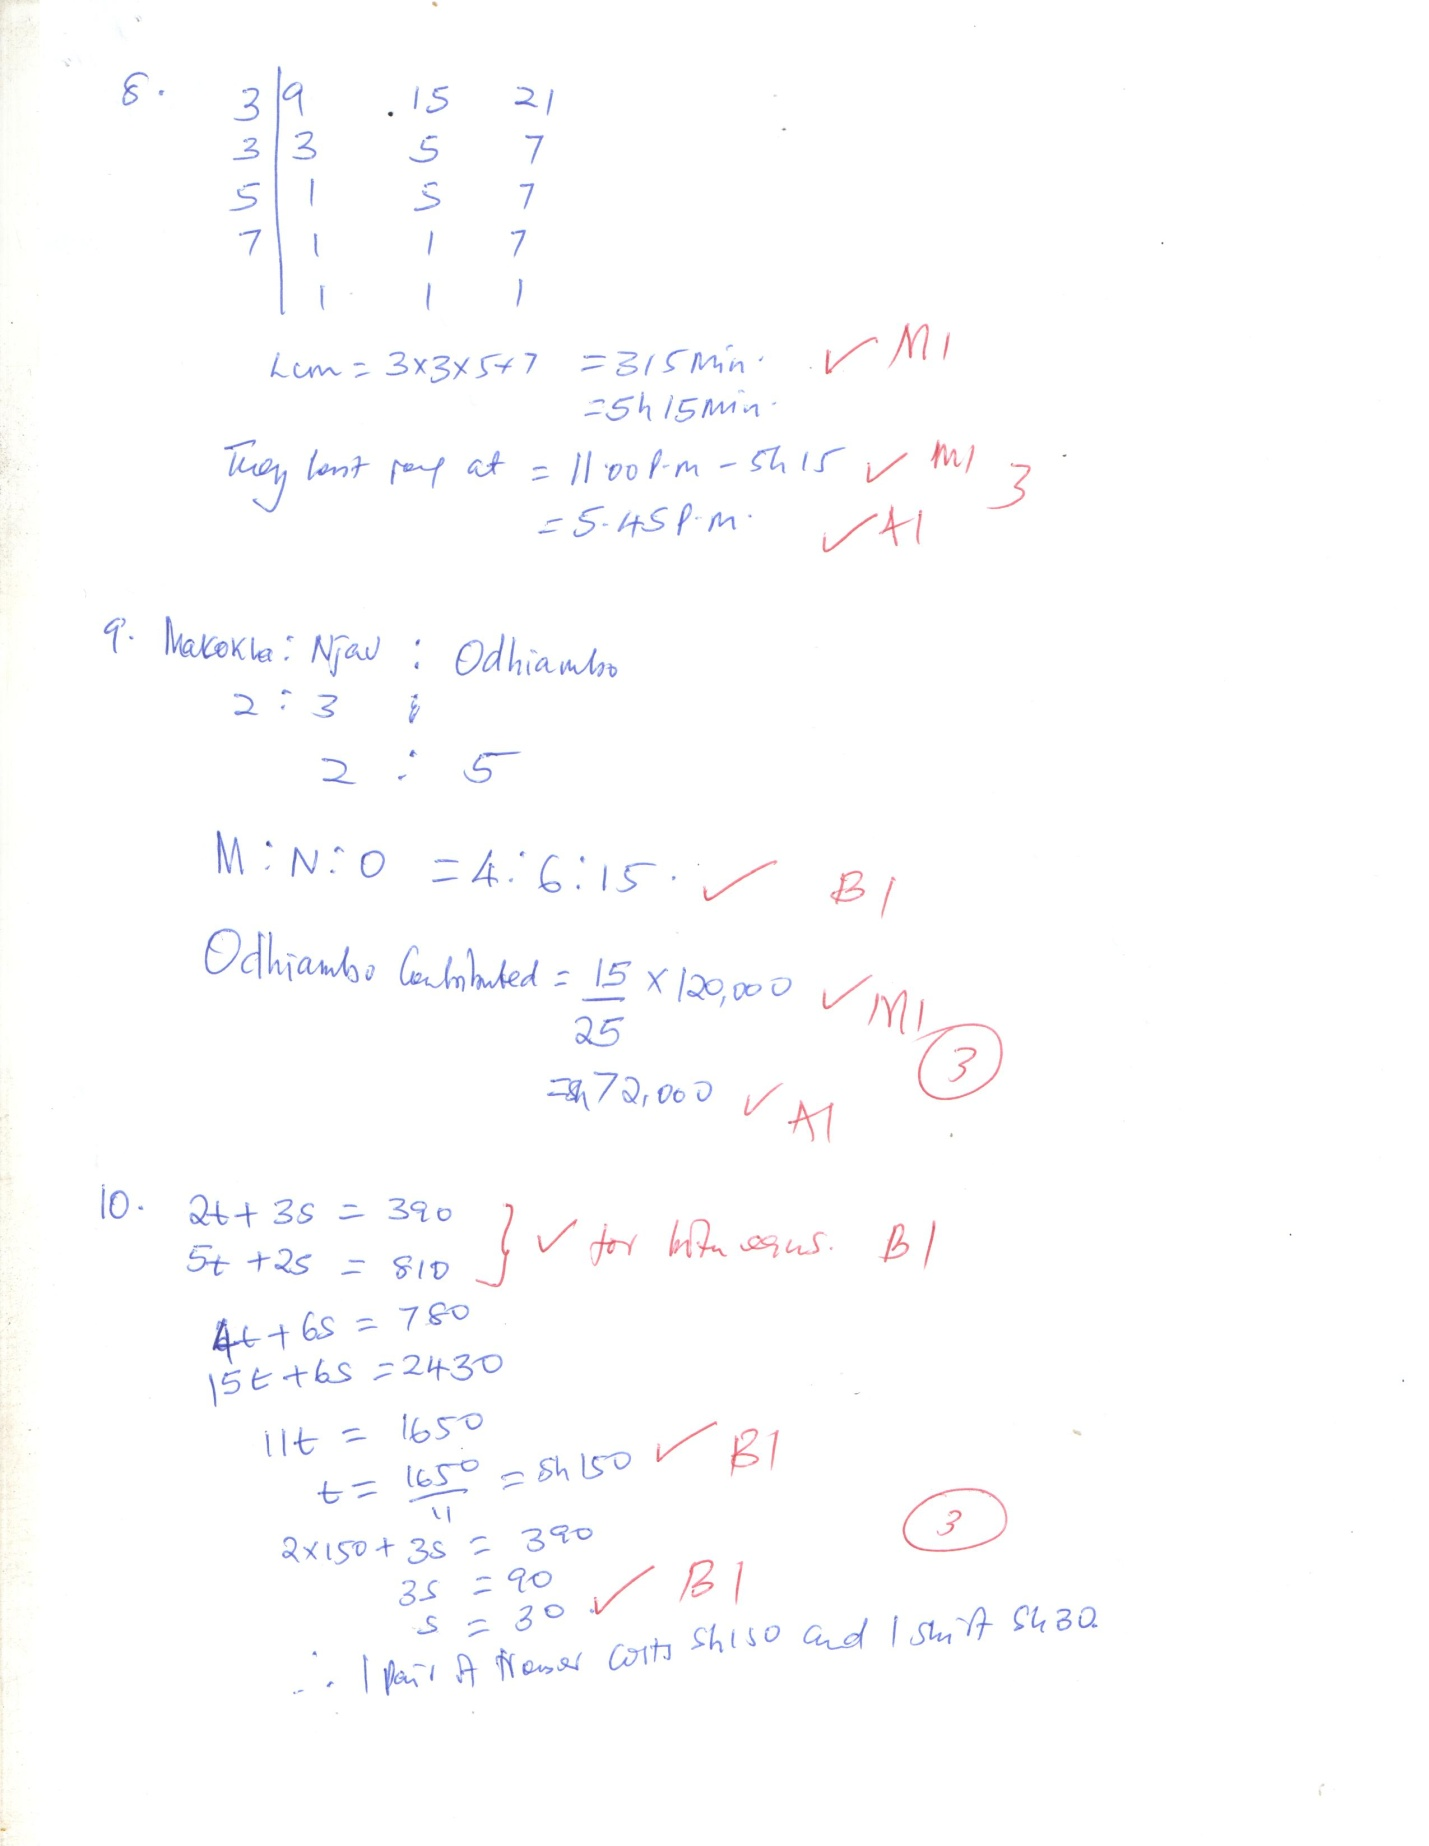 8. 3 | 9 15 21
3 | 3 5 7
5 | 1 5 7
7 | 1 1 7
| 1 1 1
Lcm = 3x3x5x7 = 315 Min. ✓ M1
= 5h 15 Min.
They last rang at = 11.00 P.m - 5h 15 ✓ M1 3
= 5.45 P.m. ✓ A1
9. Makokha : Njau : Odhiambo
2 : 3 :
2 : 5
M : N : O = 4 : 6 : 15. ✓ B1
Odhiambo Contributed = 15/25 x 120,000 ✓ M1
= sh 72,000 ✓ A1 3
10. 2t + 3s = 390
5t + 2s = 810 } ✓ for both eqns. B1
4t + 6s = 780
15t + 6s = 2430
11t = 1650
t = 1650/11 = sh 150 ✓ B1
2x150 + 3s = 390 3
3s = 90
s = 30 ✓ B1
∴ 1 pair of trouser costs sh150 and 1 shirt sh30